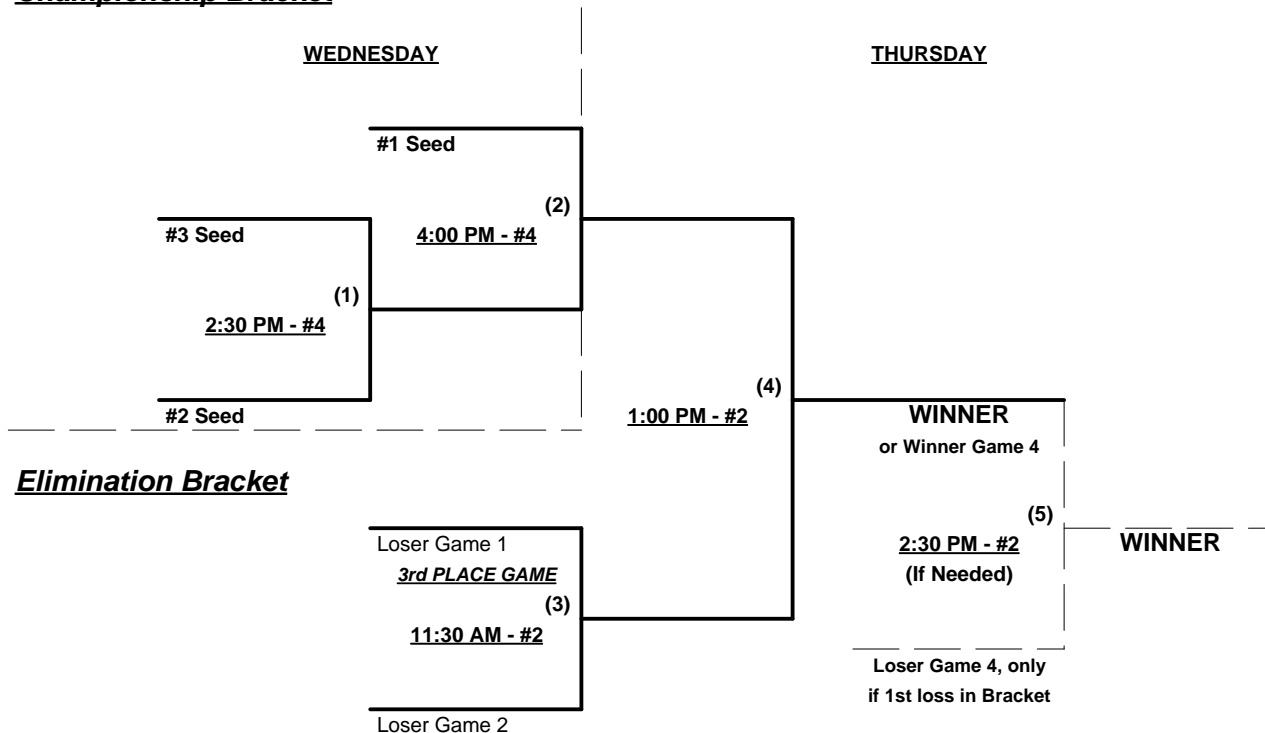 Championship Bracket
WEDNESDAY
THURSDAY
#1 Seed
(2)
#3 Seed
4:00 PM - #4
(1)
2:30 PM - #4
(4)
#2 Seed
1:00 PM - #2
WINNER
or Winner Game 4
Elimination Bracket
(5)
Loser Game 1
2:30 PM - #2
WINNER
3rd PLACE GAME
(If Needed)
(3)
11:30 AM - #2
Loser Game 4, only
if 1st loss in Bracket
Loser Game 2